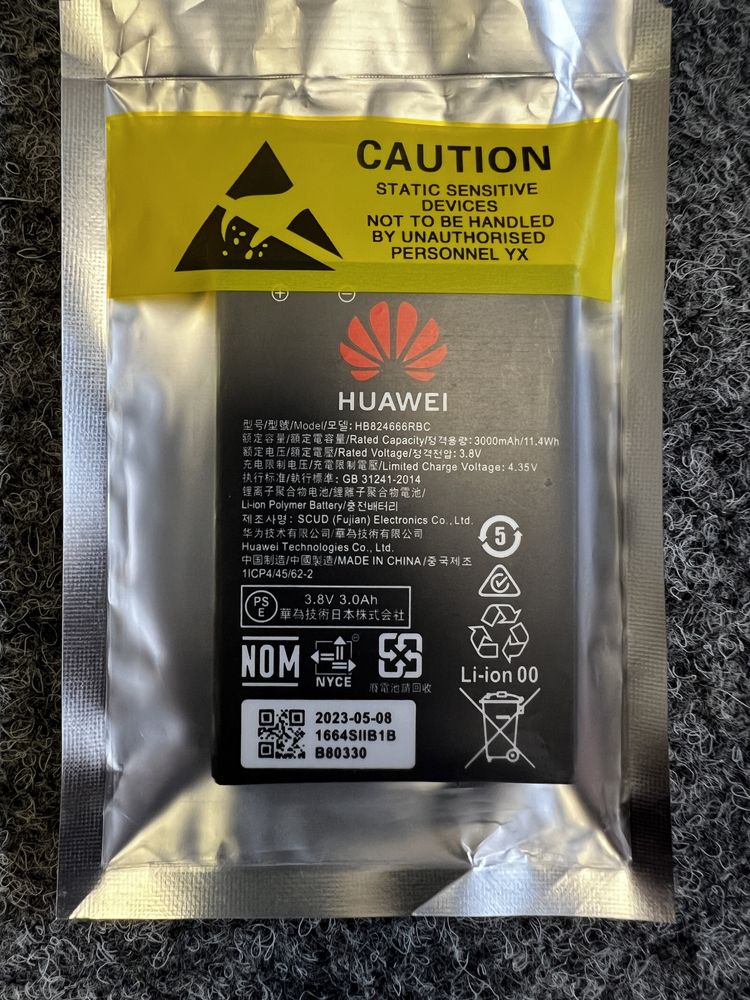 CAUTION
STATIC SENSITIVE
DEVICES
NOT TO BE HANDLED
BY UNAUTHORISED
PERSONNEL YX
HUAWEI
型号/型號/Model/모델: HB824666RBC
额定容量/額定電容量/Rated Capacity/정격용량: 3000mAh/11.4Wh
额定电压/額定電壓/Rated Voltage/정격전압: 3.8V
充电限制电压/充電限制電壓/Limited Charge Voltage: 4.35V
执行标准/執行標準: GB 31241-2014
锂离子聚合物电池/鋰離子聚合物電池/
Li-ion Polymer Battery/충전배터리
제조사명: SCUD (Fujian) Electronics Co., Ltd.
华为技术有限公司/華為技術有限公司
Huawei Technologies Co., Ltd.
中国制造/中國製造/MADE IN CHINA/중국제조
1ICP4/45/62-2
5
PS
E
3.8V 3.0Ah
華為技術日本株式会社
NOM
NYCE
廢電池請回收
Li-ion 00
2023-05-08
1664SIIB1B
B80330